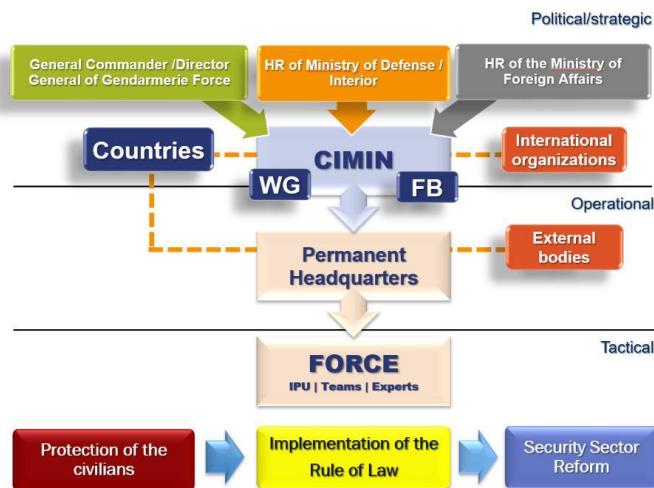 Political/strategic
General Commander /Director
General of Gendarmerie Force
HR of Ministry of Defense /
Interior
HR of the Ministry of
Foreign Affairs
Countries
CIMIN
International
organizations
WG
FB
Operational
Permanent
Headquarters
External
bodies
Tactical
FORCE
IPU | Teams | Experts
Protection of the
civilians
Implementation of the
Rule of Law
Security Sector
Reform